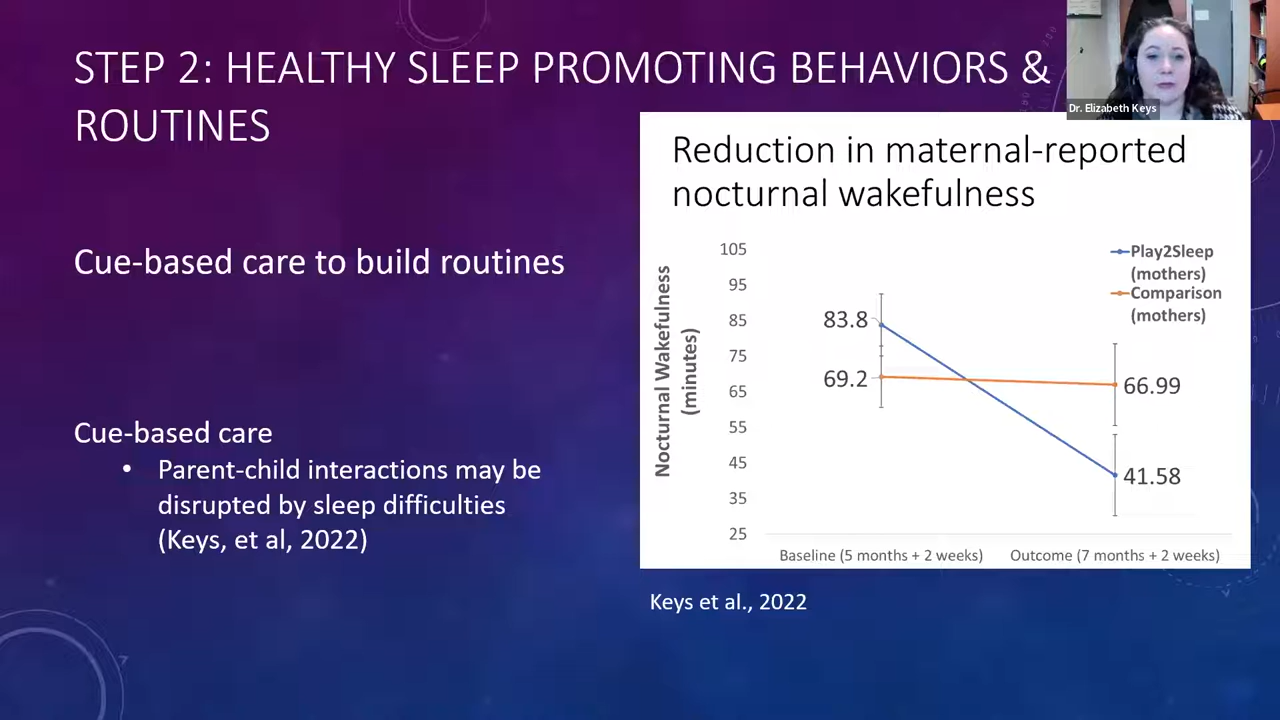 STEP 2: HEALTHY SLEEP PROMOTING BEHAVIORS &
ROUTINES
Dr. Elizabeth Keys
Cue-based care to build routines
Cue-based care
• Parent-child interactions may be
disrupted by sleep difficulties
(Keys, et al, 2022)
Reduction in maternal-reported
nocturnal wakefulness
Nocturnal Wakefulness
(minutes)
105
95
85
75
65
55
45
35
25
83.8
69.2
66.99
41.58
Play2Sleep
(mothers)
Comparison
(mothers)
Baseline (5 months + 2 weeks)
Outcome (7 months + 2 weeks)
Keys et al., 2022